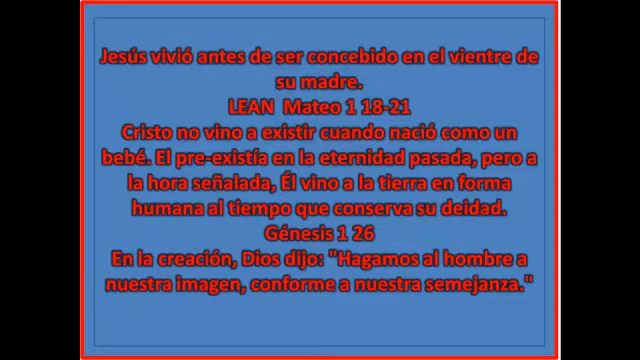 Jesús vivió antes de ser concebido en el vientre de
su madre.
LEAN  Mateo 1 18-21
Cristo no vino a existir cuando nació como un
bebé. El pre-existía en la eternidad pasada, pero a
la hora señalada, Él vino a la tierra en forma
humana al tiempo que conserva su deidad.
Génesis 1 26
En la creación, Dios dijo: "Hagamos al hombre a
nuestra imagen, conforme a nuestra semejanza."